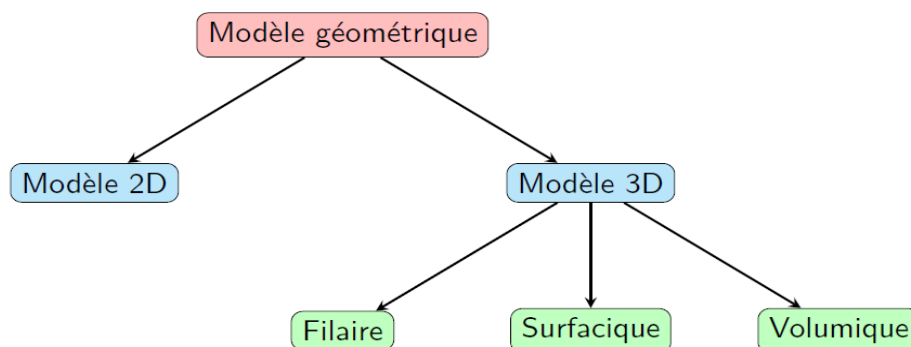 Modèle géométrique
Modèle 2D
Modèle 3D
Filaire
Surfacique
Volumique